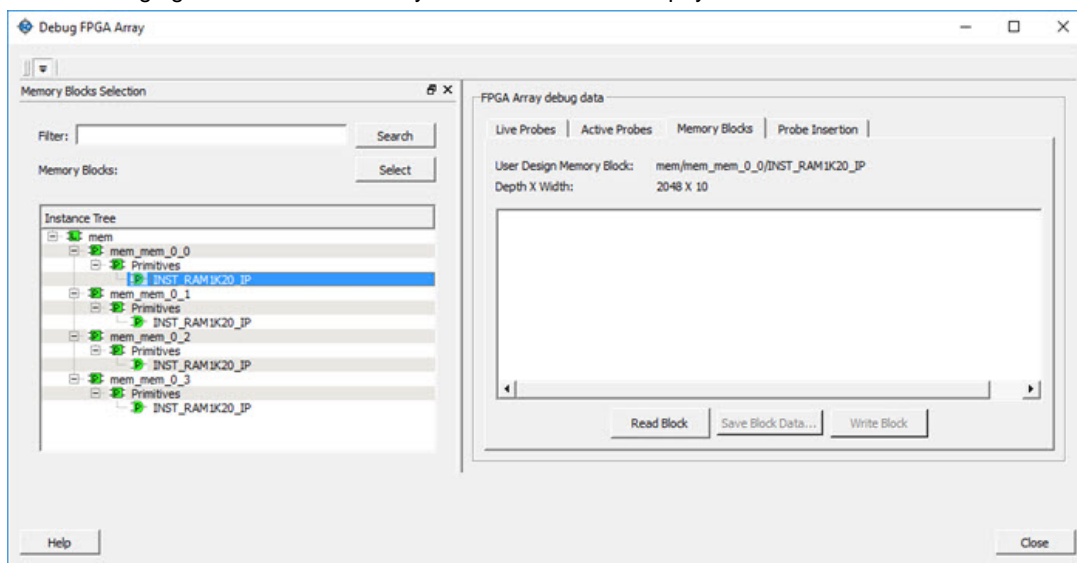 Debug FPGA Array
Memory Blocks Selection
Filter:
Search
Memory Blocks:
Select
Instance Tree
mem
mem_mem_0_0
Primitives
INST_RAM1K20_IP
mem_mem_0_1
Primitives
INST_RAM1K20_IP
mem_mem_0_2
Primitives
INST_RAM1K20_IP
mem_mem_0_3
Primitives
INST_RAM1K20_IP
FPGA Array debug data
Live Probes Active Probes Memory Blocks Probe Insertion
User Design Memory Block: mem/mem_mem_0_0/INST_RAM1K20_IP
Depth X Width: 2048 X 10
Read Block Save Block Data... Write Block
Help
Close